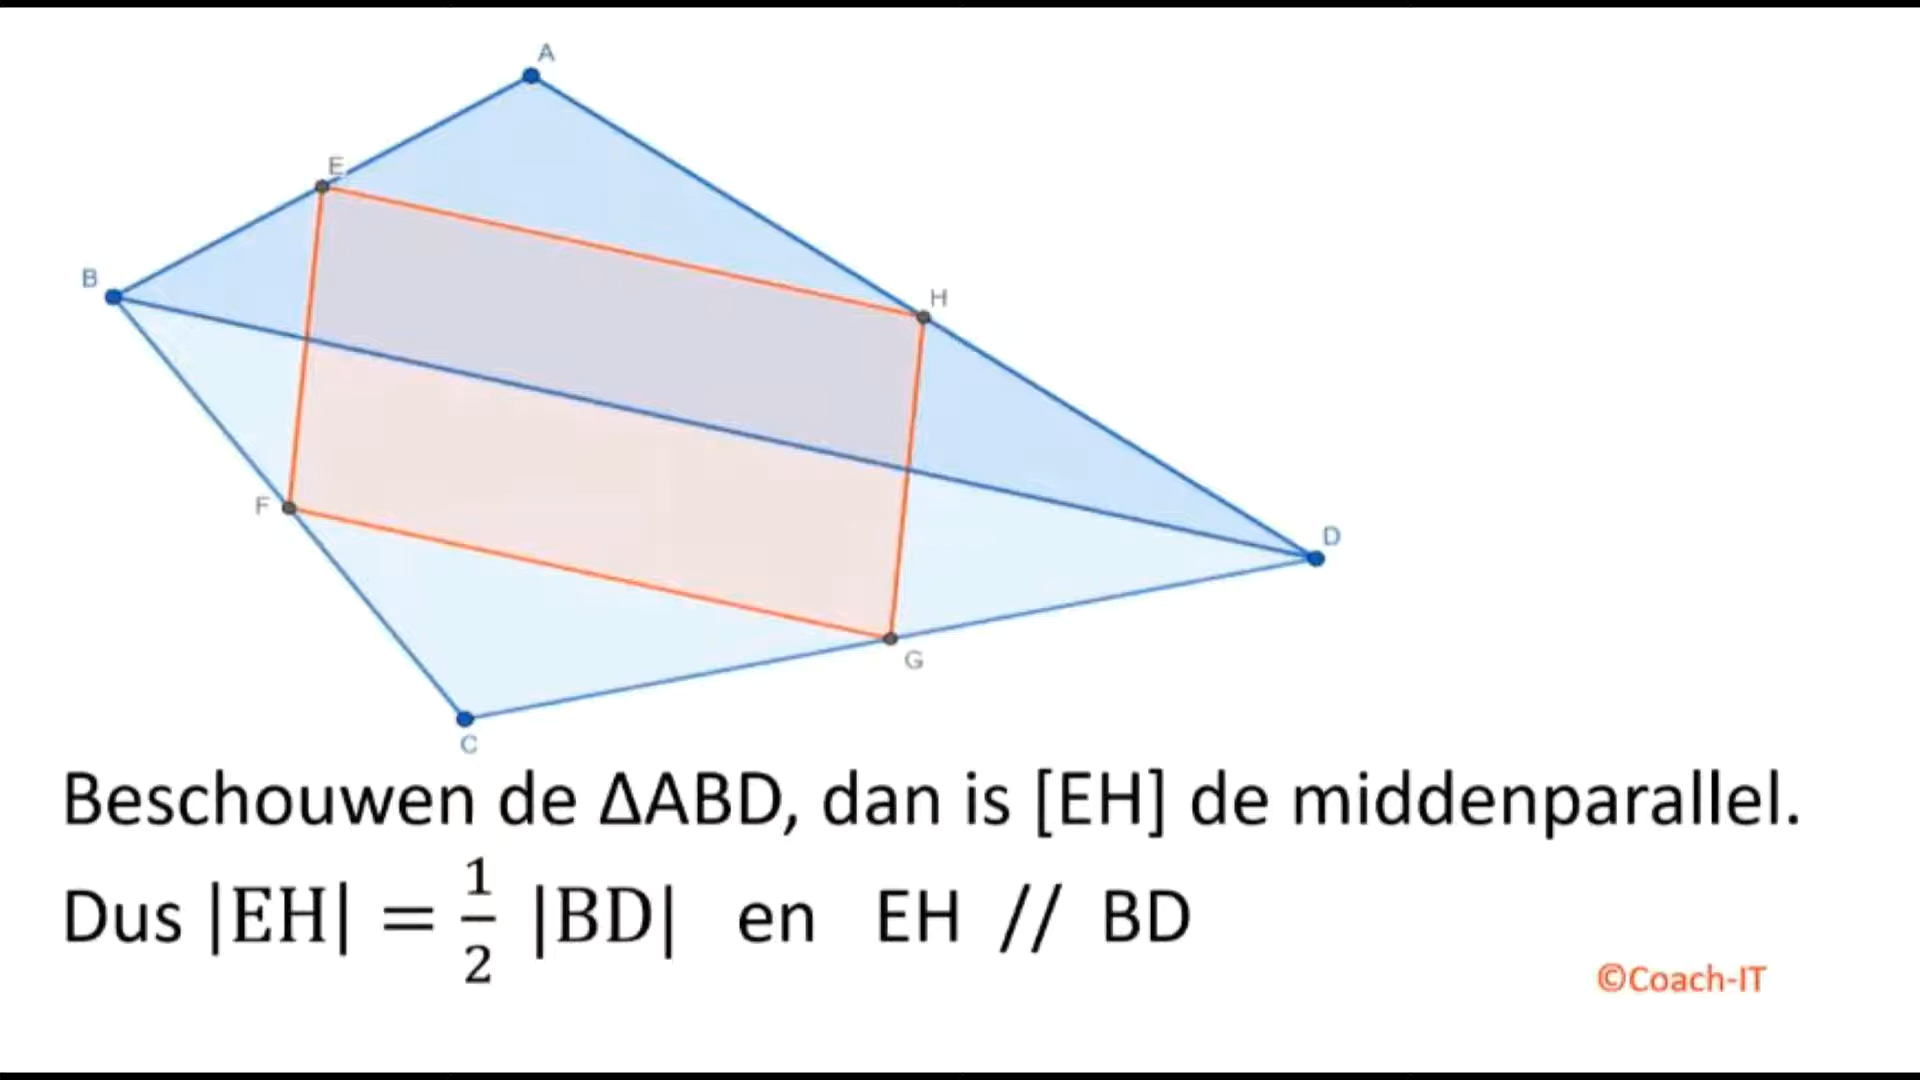 A
E
B
H
D
F
G
C
Beschouwen de ΔABD, dan is [EH] de middenparallel.
Dus |EH| = 1/2 |BD| en EH // BD
©Coach-IT